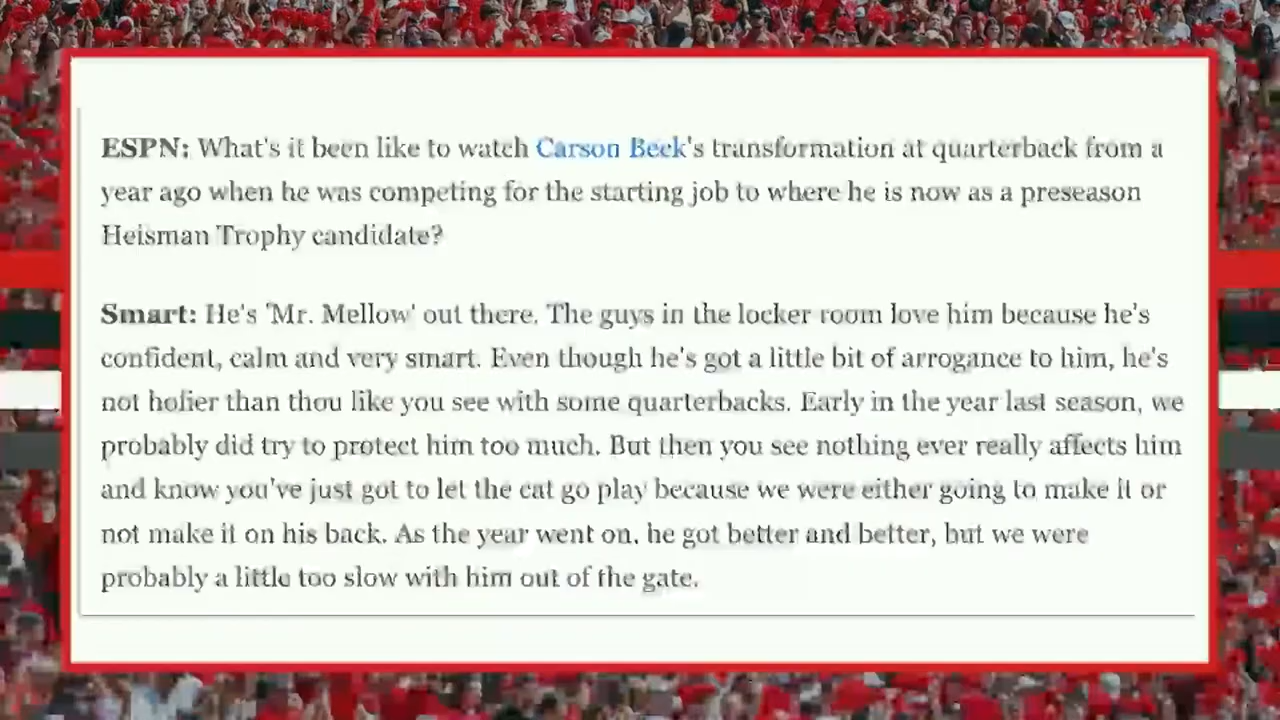 ESPN: What's it been like to watch Carson Beck's transformation at quarterback from a
year ago when he was competing for the starting job to where he is now as a preseason
Heisman Trophy candidate?
Smart: He's 'Mr. Mellow' out there. The guys in the locker room love him because he's
confident, calm and very smart. Even though he's got a little bit of arrogance to him, he's
not holier than thou like you see with some quarterbacks. Early in the year last season, we
probably did try to protect him too much. But then you see nothing ever really affects him
and know you've just got to let the cat go play because we were either going to make it or
not make it on his back. As the year went on, he got better and better, but we were
probably a little too slow with him out of the gate.